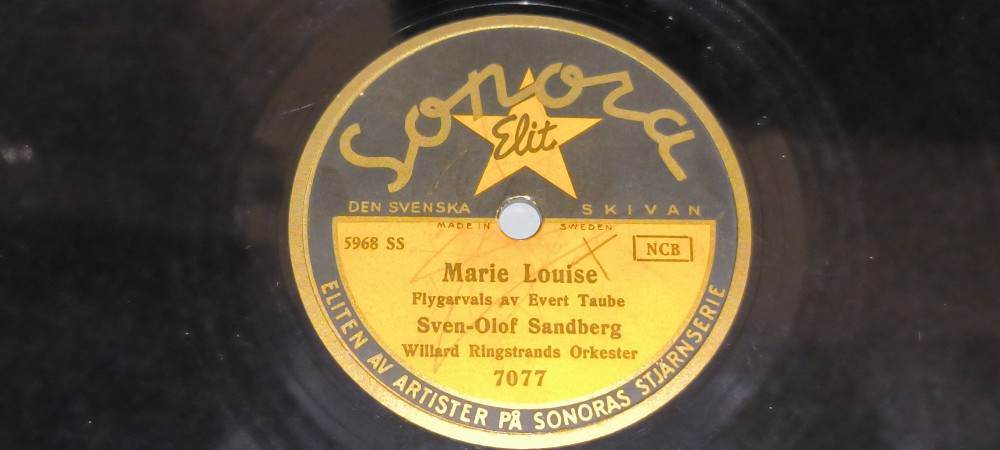 Sonora
Elit
DEN SVENSKA SKIVAN
MADE IN SWEDEN
5968 SS
NCB
Marie Louise
Flygarvals av Evert Taube
Sven-Olof Sandberg
Willard Ringstrands Orkester
7077
ELITEN AV ARTISTER PÅ SONORAS STJÄRNSERIE